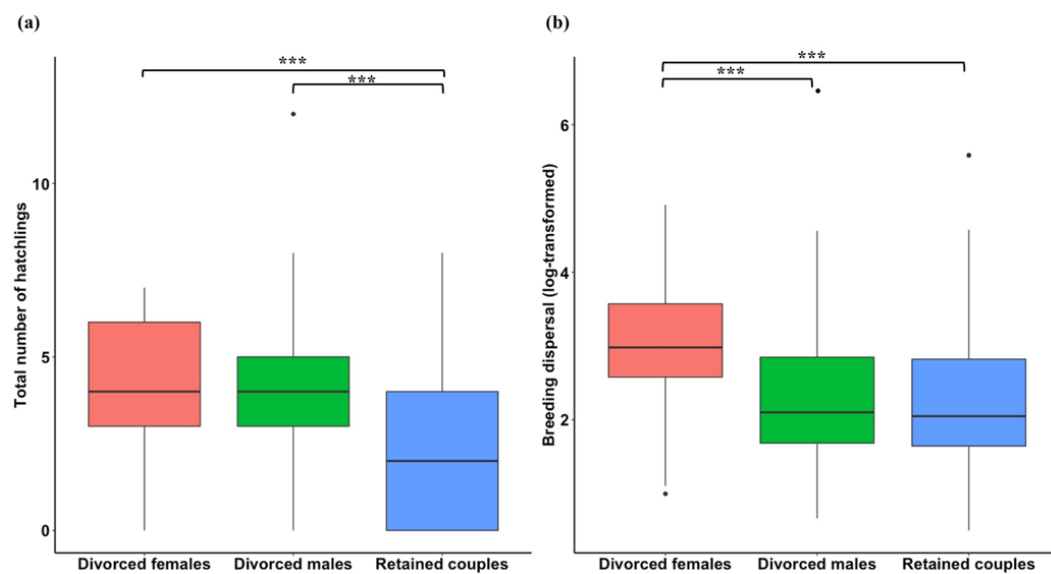 (a)
***
***
Total number of hatchlings
10
5
0
Divorced females
Divorced males
Retained couples
(b)
***
***
Breeding dispersal (log-transformed)
6
4
2
Divorced females
Divorced males
Retained couples